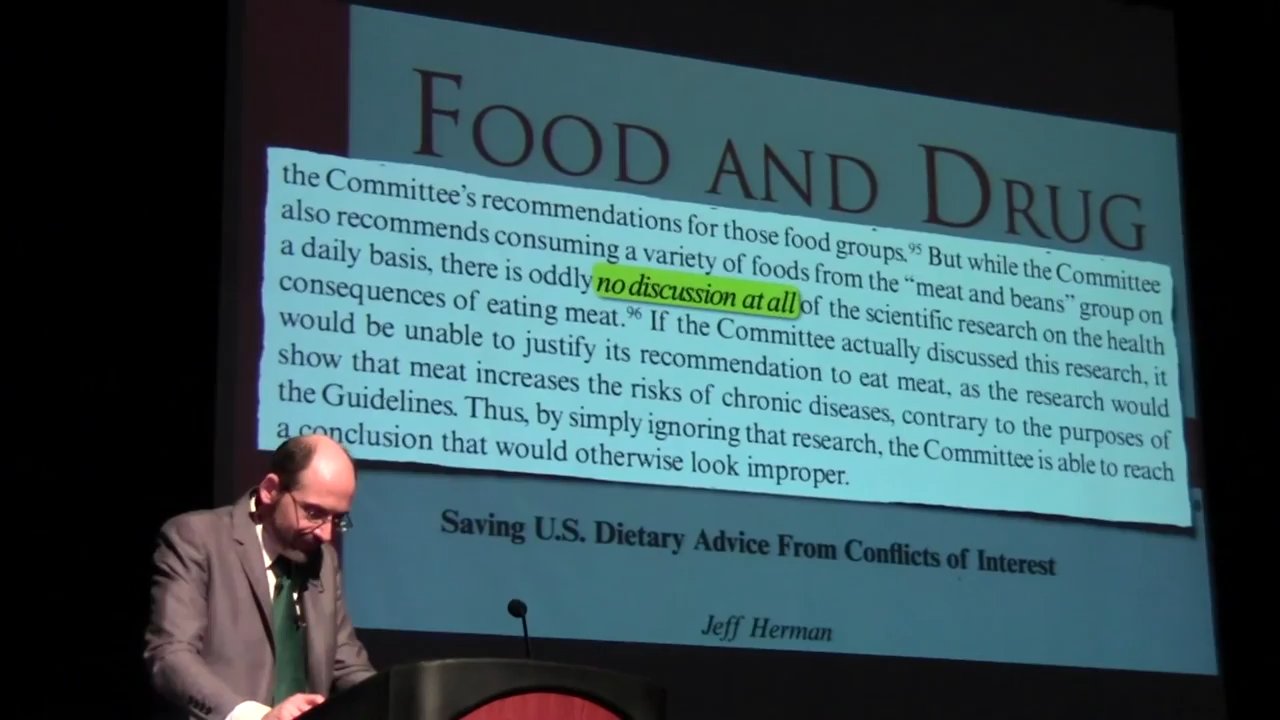 FOOD AND DRUG
the Committee's recommendations for those food groups.⁹⁵ But while the Committee
also recommends consuming a variety of foods from the “meat and beans” group on
a daily basis, there is oddly no discussion at all of the scientific research on the health
consequences of eating meat.⁹⁶ If the Committee actually discussed this research, it
would be unable to justify its recommendation to eat meat, as the research would
show that meat increases the risks of chronic diseases, contrary to the purposes of
the Guidelines. Thus, by simply ignoring that research, the Committee is able to reach
a conclusion that would otherwise look improper.
Saving U.S. Dietary Advice From Conflicts of Interest
Jeff Herman